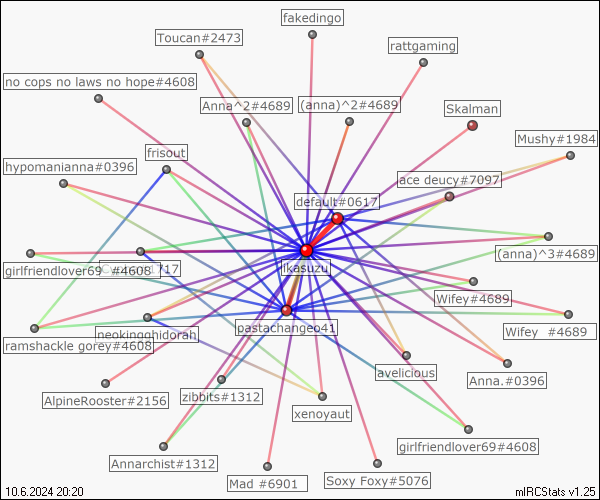 fakedingo
Toucan#2473
rattgaming
no cops no laws no hope#4608
Anna^2#4689
(anna)^2#4689
Skalman
Mushy#1984
frisout
hypomanianna#0396
ace deucy#7097
default#0617
(anna)^3#4689
girlfriendlover69 #4608
1717
ikasuzu
Wifey#4689
pastachangeo41
Wifey #4689
neokingghidorah
ramshackle gorey#4608
avelicious
Anna.#0396
AlpineRooster#2156
zibbits#1312
xenoyaut
girlfriendlover69#4608
Annarchist#1312
Mad #6901
Soxy Foxy#5076
10.6.2024 20:20
mIRCStats v1.25